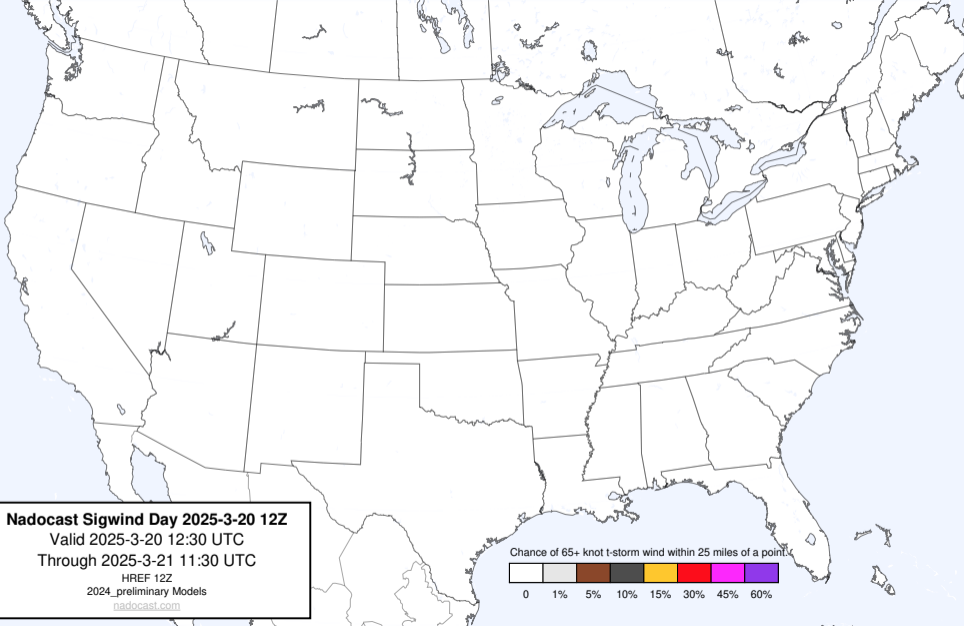 Nadocast Sigwind Day 2025-3-20 12Z
Valid 2025-3-20 12:30 UTC
Through 2025-3-21 11:30 UTC
HREF 12Z
2024_preliminary Models
nadocast.com
Chance of 65+ knot t-storm wind within 25 miles of a point.
0 1% 5% 10% 15% 30% 45% 60%